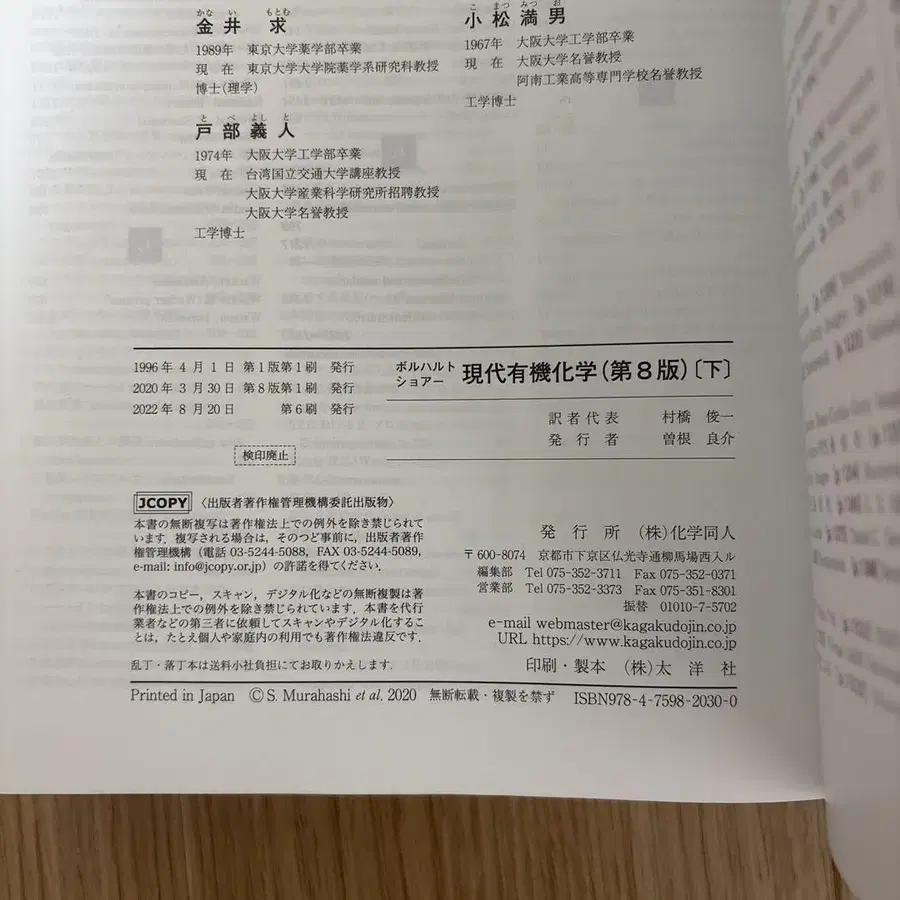 かな い もとむ
金井 求
1989年 東京大学薬学部卒業
現 在 東京大学大学院薬学系研究科教授
博士(理学)
こ まつ みつ お
小松満男
1967年 大阪大学工学部卒業
現 在 大阪大学名誉教授
阿南工業高等専門学校名誉教授
工学博士
と べ よし と
戸部義人
1974年 大阪大学工学部卒業
現 在 台湾国立交通大学講座教授
大阪大学産業科学研究所招聘教授
大阪大学名誉教授
工学博士
1996年 4月 1日 第1版第1刷 発行
2020年 3月30日 第8版第1刷 発行
2022年 8月20日 第6刷 発行
検印廃止
ボルハルト
ショアー
現代有機化学(第8版)〔下〕
訳者代表 村橋 俊一
発 行 者 曽根 良介
JCOPY 〈出版者著作権管理機構委託出版物〉
本書の無断複写は著作権法上での例外を除き禁じられて
います.複写される場合は,そのつど事前に,出版者著作
権管理機構(電話 03-5244-5088, FAX 03-5244-5089,
e-mail: info@jcopy.or.jp)の許諾を得てください.
本書のコピー,スキャン,デジタル化などの無断複製は著
作権法上での例外を除き禁じられています.本書を代行
業者などの第三者に依頼してスキャンやデジタル化するこ
とは,たとえ個人や家庭内の利用でも著作権法違反です.
乱丁・落丁本は送料小社負担にてお取りかえします.
発 行 所 (株)化学同人
〒600-8074 京都市下京区仏光寺通柳馬場西入ル
編集部 Tel 075-352-3711 Fax 075-352-0371
営業部 Tel 075-352-3373 Fax 075-351-8301
振替 01010-7-5702
e-mail webmaster@kagakudojin.co.jp
URL https://www.kagakudojin.co.jp
印刷・製本 (株)太 洋 社
Printed in Japan ©S. Murahashi et al. 2020 無断転載・複製を禁ず ISBN978-4-7598-2030-0